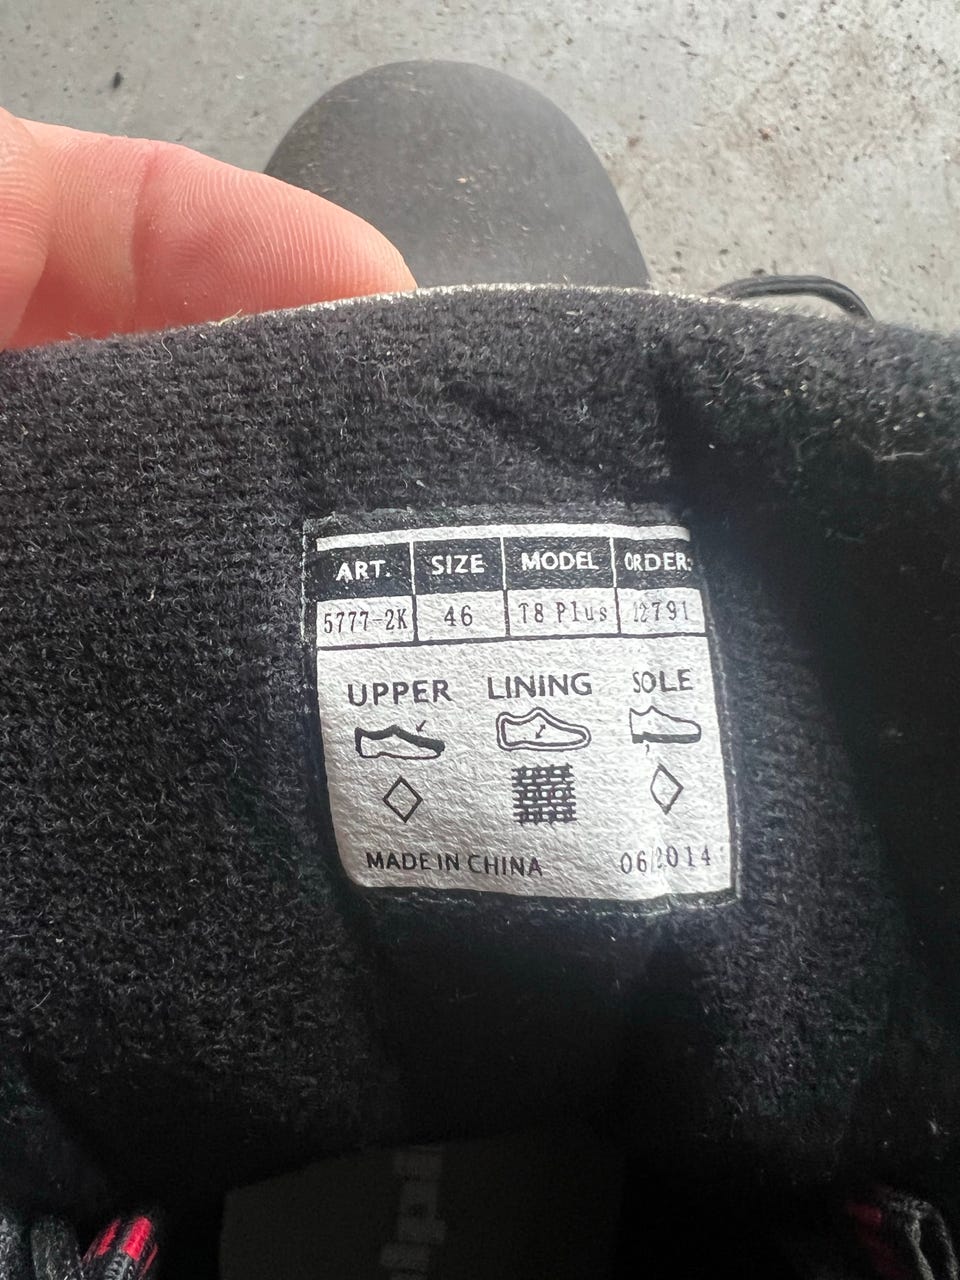 ART. SIZE MODEL ORDER:
5777-2K 46 T8 Plus 12791
UPPER LINING SOLE
MADE IN CHINA 06/2014